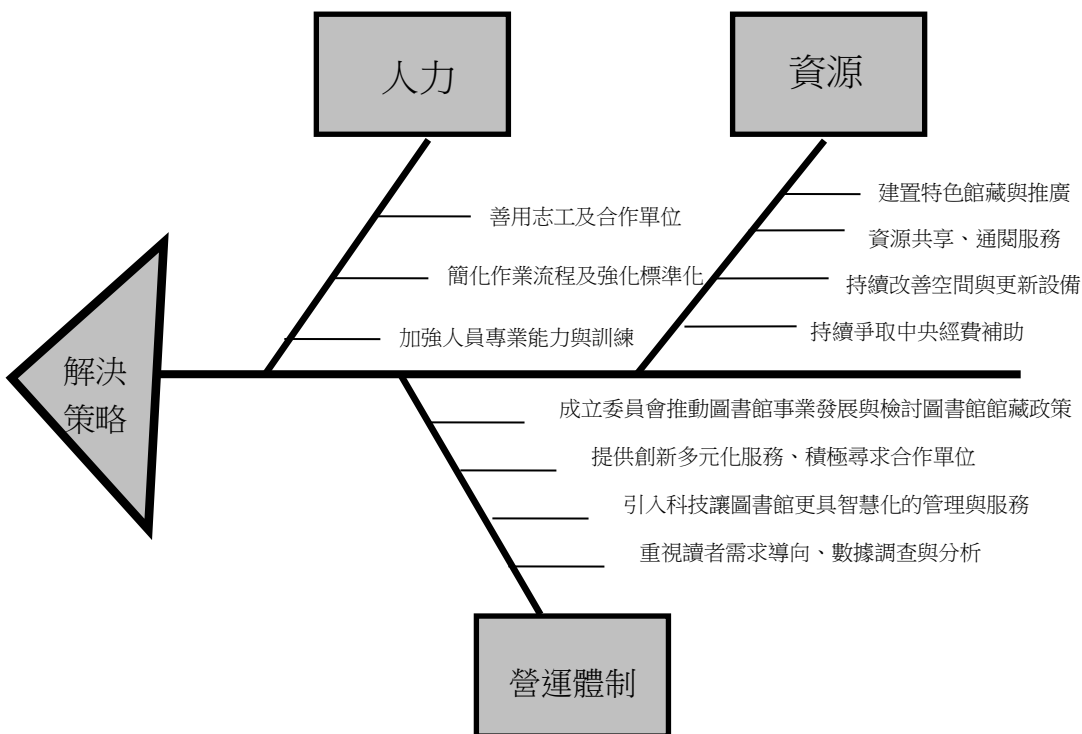 人力
資源
善用志工及合作單位
簡化作業流程及強化標準化
加強人員專業能力與訓練
建置特色館藏與推廣
資源共享、通閱服務
持續改善空間與更新設備
持續爭取中央經費補助
解決
策略
成立委員會推動圖書館事業發展與檢討圖書館館藏政策
提供創新多元化服務、積極尋求合作單位
引入科技讓圖書館更具智慧化的管理與服務
重視讀者需求導向、數據調查與分析
營運體制